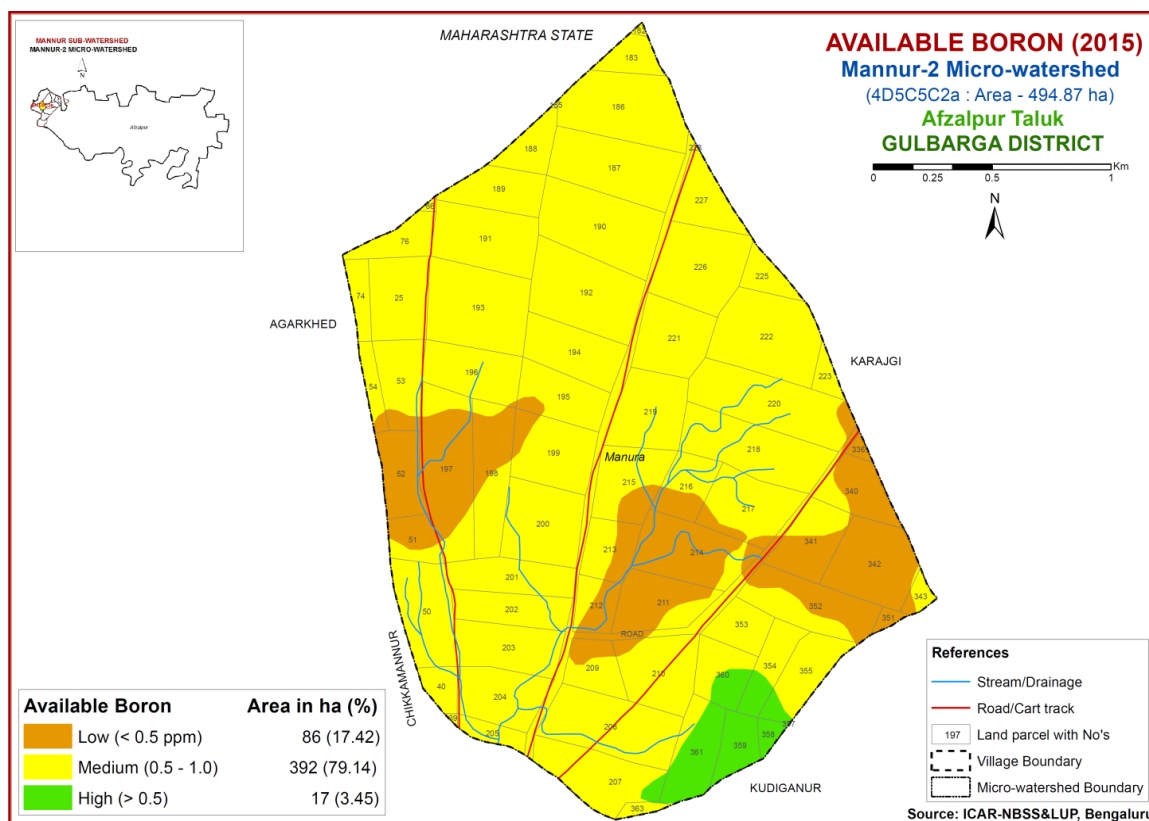 MANNUR SUB-WATERSHED
MANNUR-2 MICRO-WATERSHED
N
Afzalpur
MAHARASHTRA STATE
AVAILABLE BORON (2015)
Mannur-2 Micro-watershed
(4D5C5C2a : Area - 494.87 ha)
Afzalpur Taluk
GULBARGA DISTRICT
Km
0 0.25 0.5 1
N
182
183
185 186
188 226
187
189 227
86 190
76 191
226 225
74 25 192
193
AGARKHED
221 222
194
KARAJGI
54 53 196 223
195 220
219
218 336
199 Manura
52 197 198
215 216 340
217
200
51 213 214 341
342
201
50 202 212 211 352 343
351
ROAD 353
203
CHIKKAMANNUR
209 210 354 355
40 360
204
39 206 357
205 358
361 359
207
363
KUDIGANUR
Available Boron Area in ha (%)
Low (< 0.5 ppm) 86 (17.42)
Medium (0.5 - 1.0) 392 (79.14)
High (> 0.5) 17 (3.45)
References
Stream/Drainage
Road/Cart track
197 Land parcel with No's
Village Boundary
Micro-watershed Boundary
Source: ICAR-NBSS&LUP, Bengaluru